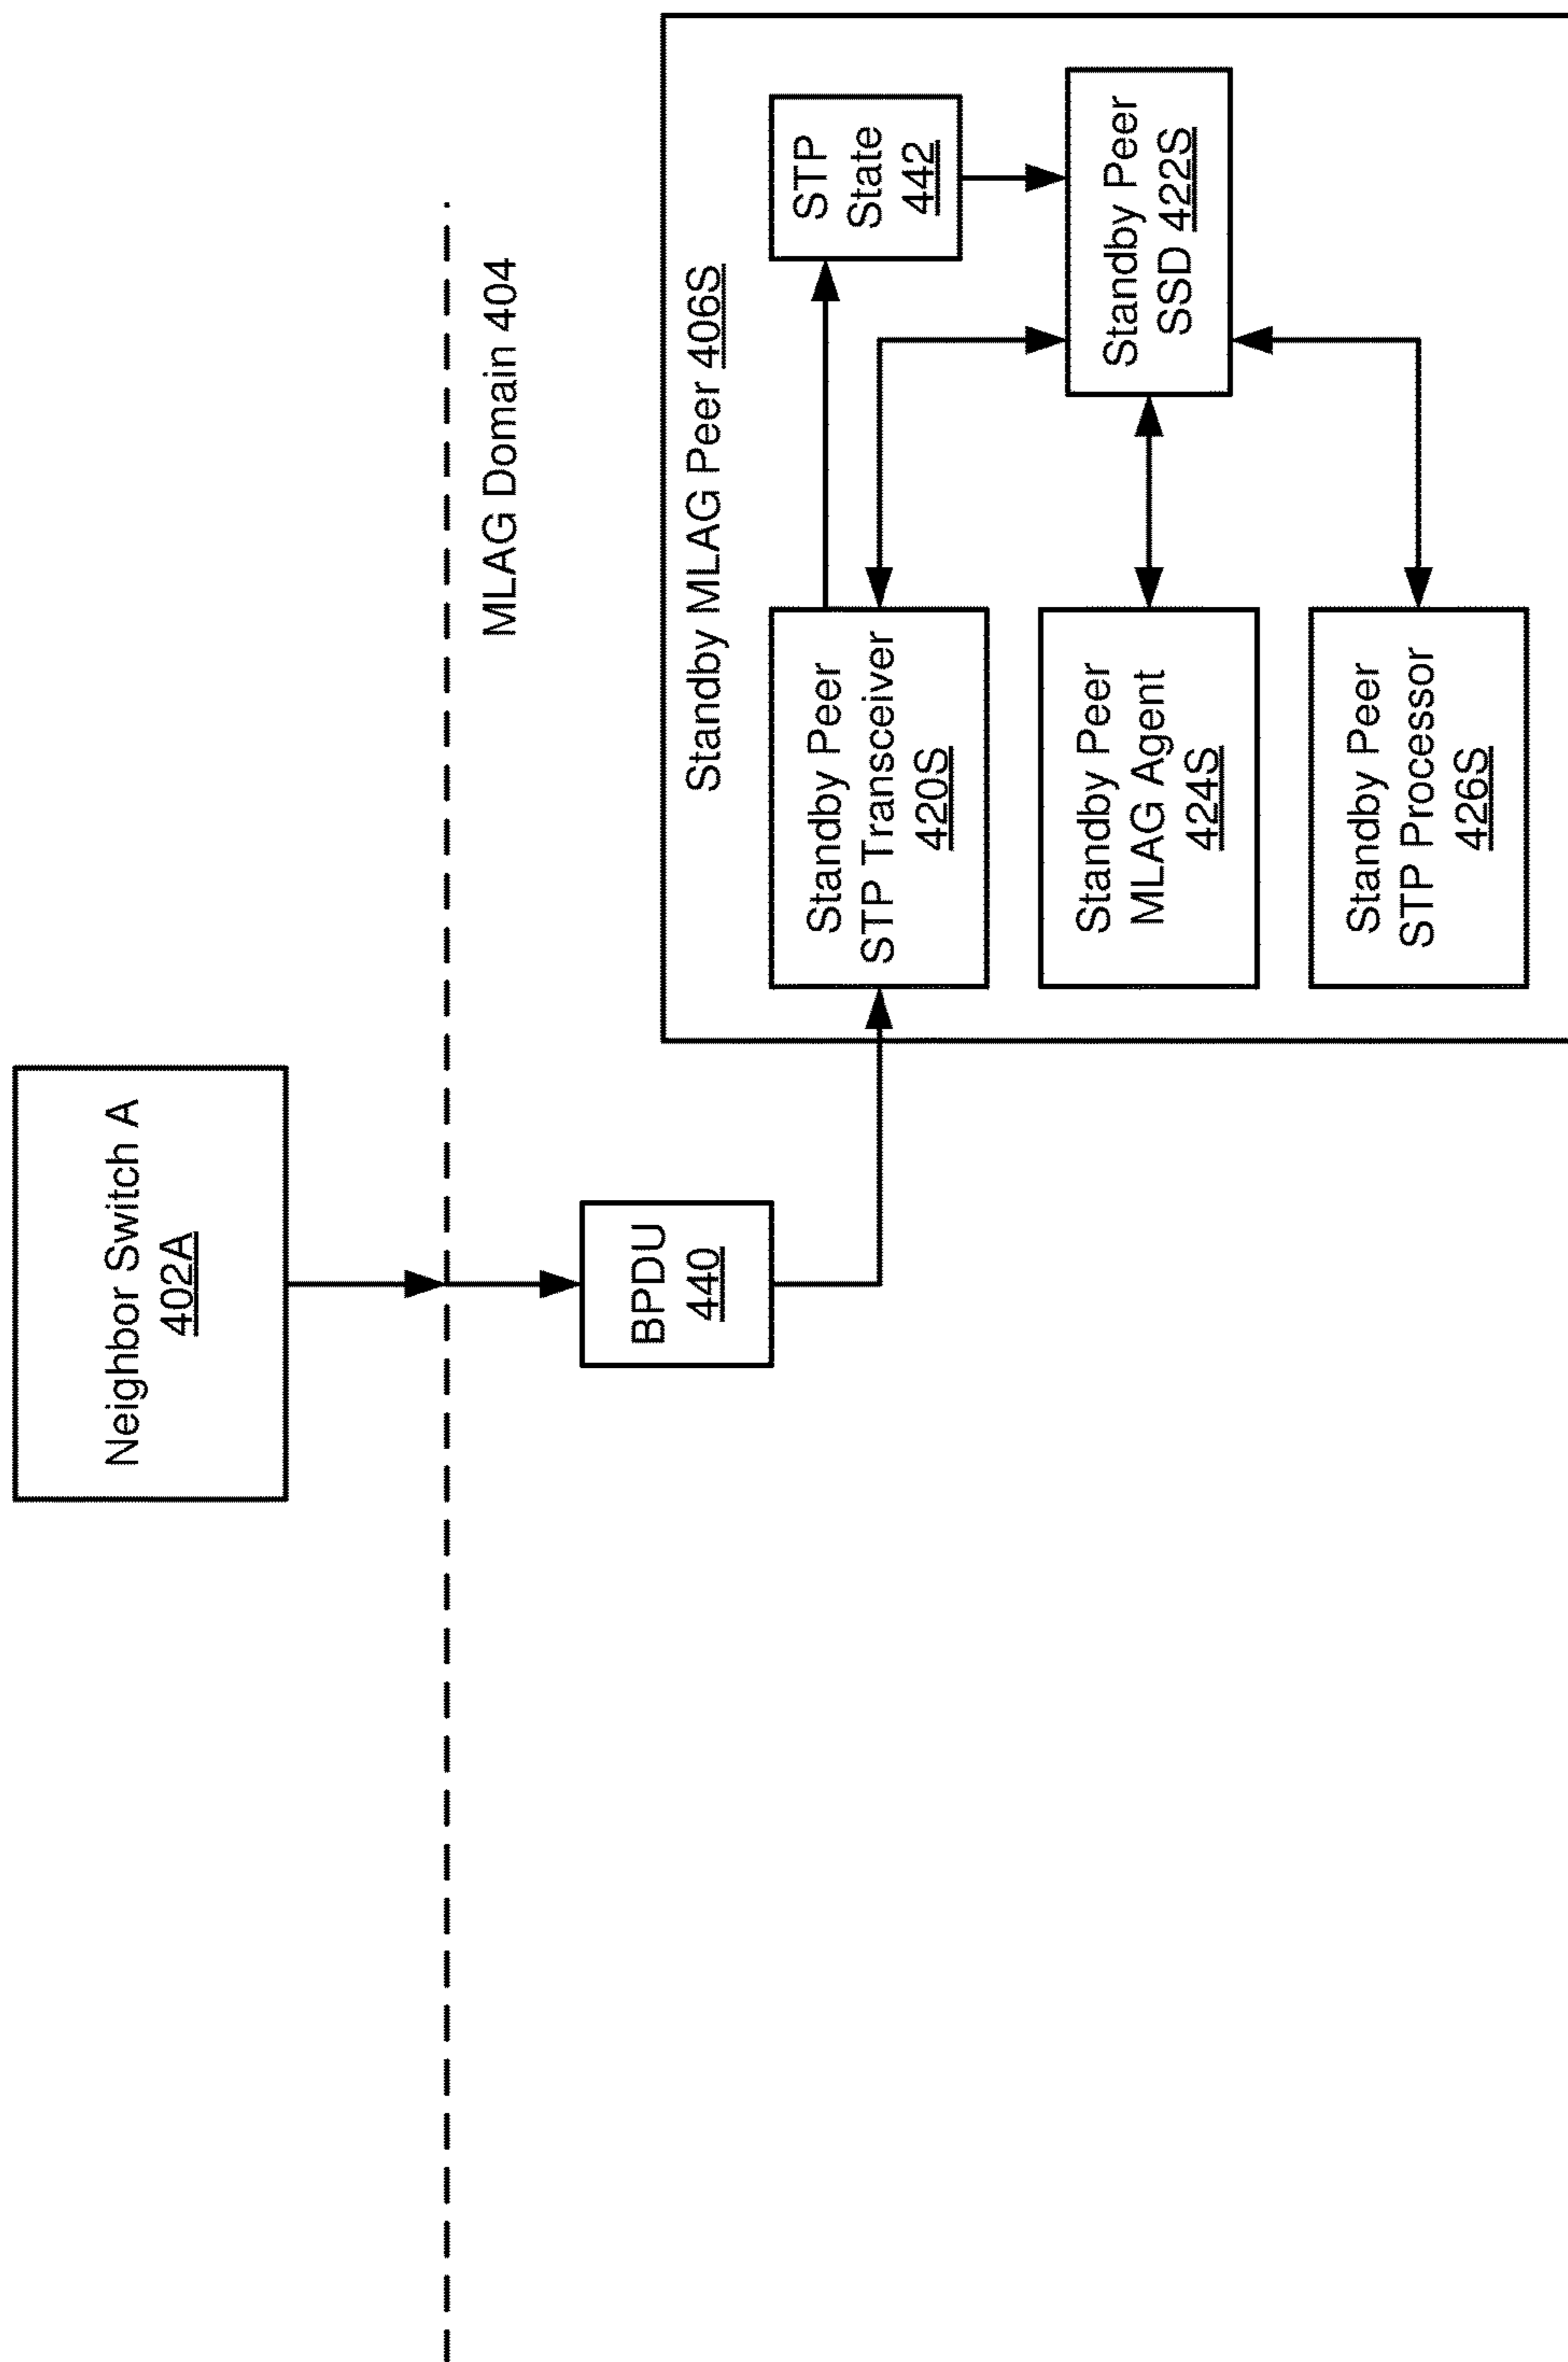 Neighbor Switch A
402A
MLAG Domain 404
BPDU
440
Standby MLAG Peer 406S
Standby Peer
STP Transceiver
420S
STP
State
442
Standby Peer
MLAG Agent
424S
Standby Peer
SSD 422S
Standby Peer
STP Processor
426S